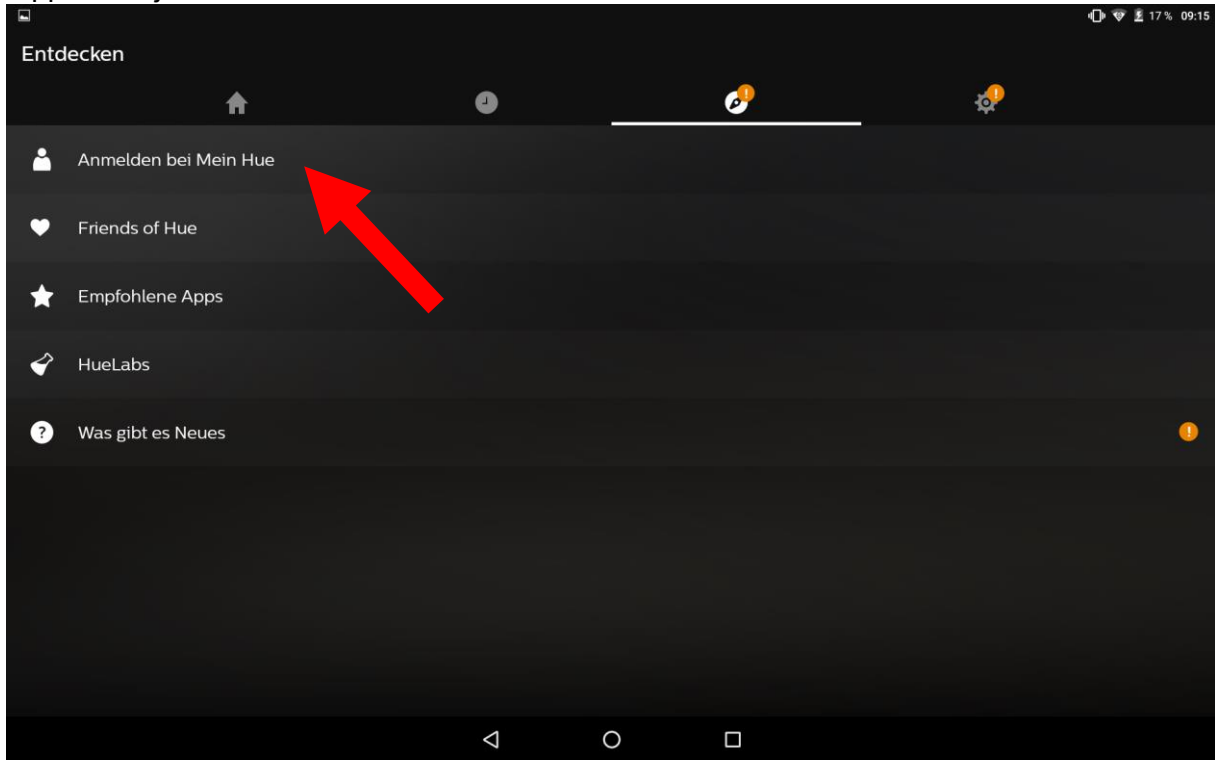 17 % 09:15
Entdecken
Anmelden bei Mein Hue
Friends of Hue
Empfohlene Apps
HueLabs
? Was gibt es Neues !